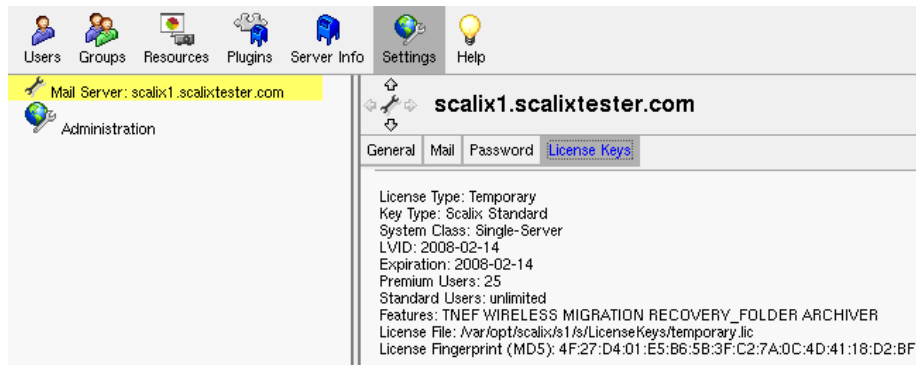 Users Groups Resources Plugins Server Info Settings Help
Mail Server: scalix1.scalixtester.com
Administration
scalix1.scalixtester.com
General Mail Password License Keys
License Type: Temporary
Key Type: Scalix Standard
System Class: Single-Server
LVID: 2008-02-14
Expiration: 2008-02-14
Premium Users: 25
Standard Users: unlimited
Features: TNEF WIRELESS MIGRATION RECOVERY_FOLDER ARCHIVER
License File: /var/opt/scalix/s1/s/LicenseKeys/temporary.lic
License Fingerprint (MD5): 4F:27:D4:01:E5:B6:5B:3F:C2:7A:0C:4D:41:18:D2:BF